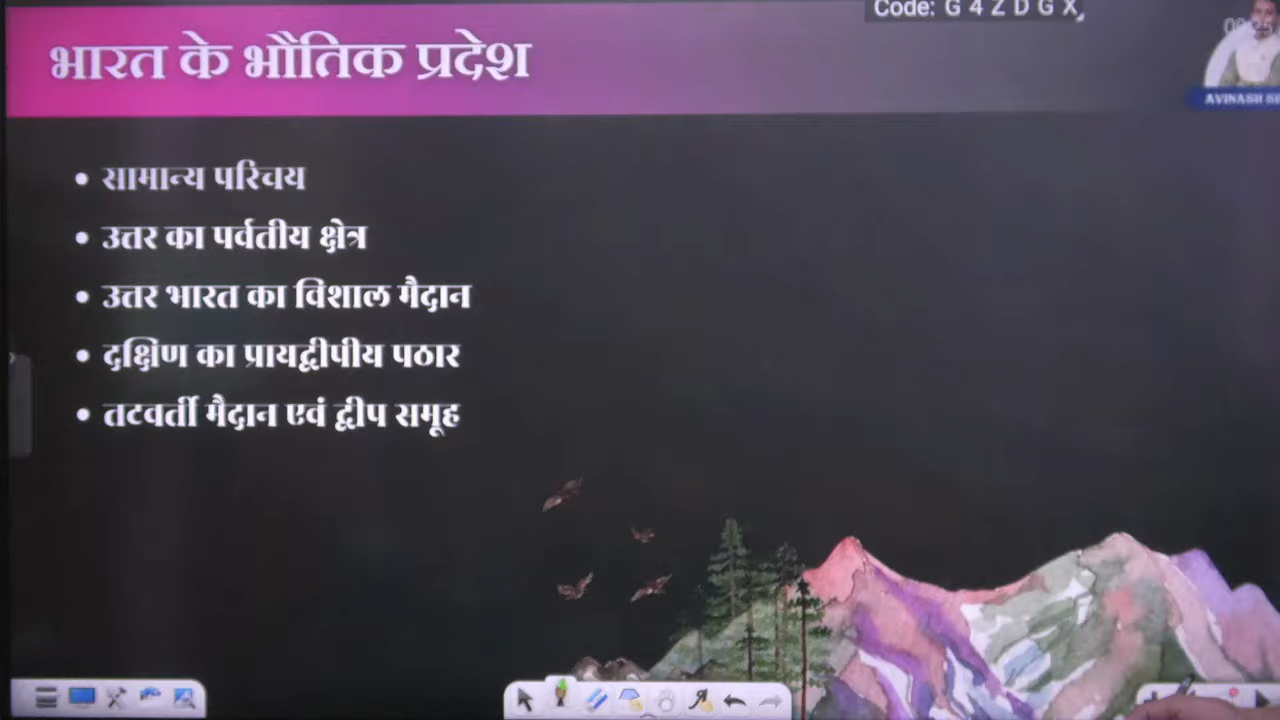 Code: G 4 Z D G X
भारत के भौतिक प्रदेश
AVINASH
• सामान्य परिचय
• उत्तर का पर्वतीय क्षेत्र
• उत्तर भारत का विशाल मैदान
• दक्षिण का प्रायद्वीपीय पठार
• तटवर्ती मैदान एवं द्वीप समूह